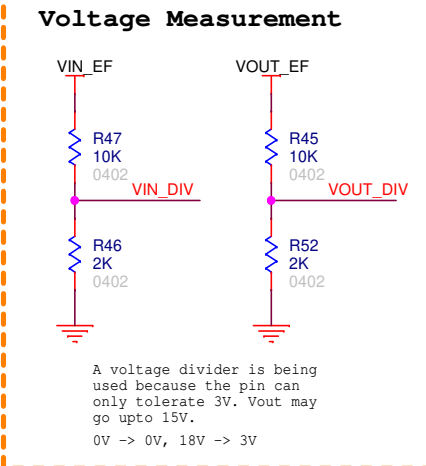 Voltage Measurement
VIN_EF
VOUT_EF
R47
10K
0402
VIN_DIV
R45
10K
0402
VOUT_DIV
R46
2K
0402
R52
2K
0402
A voltage divider is being
used because the pin can
only tolerate 3V. Vout may
go upto 15V.
0V -> 0V, 18V -> 3V